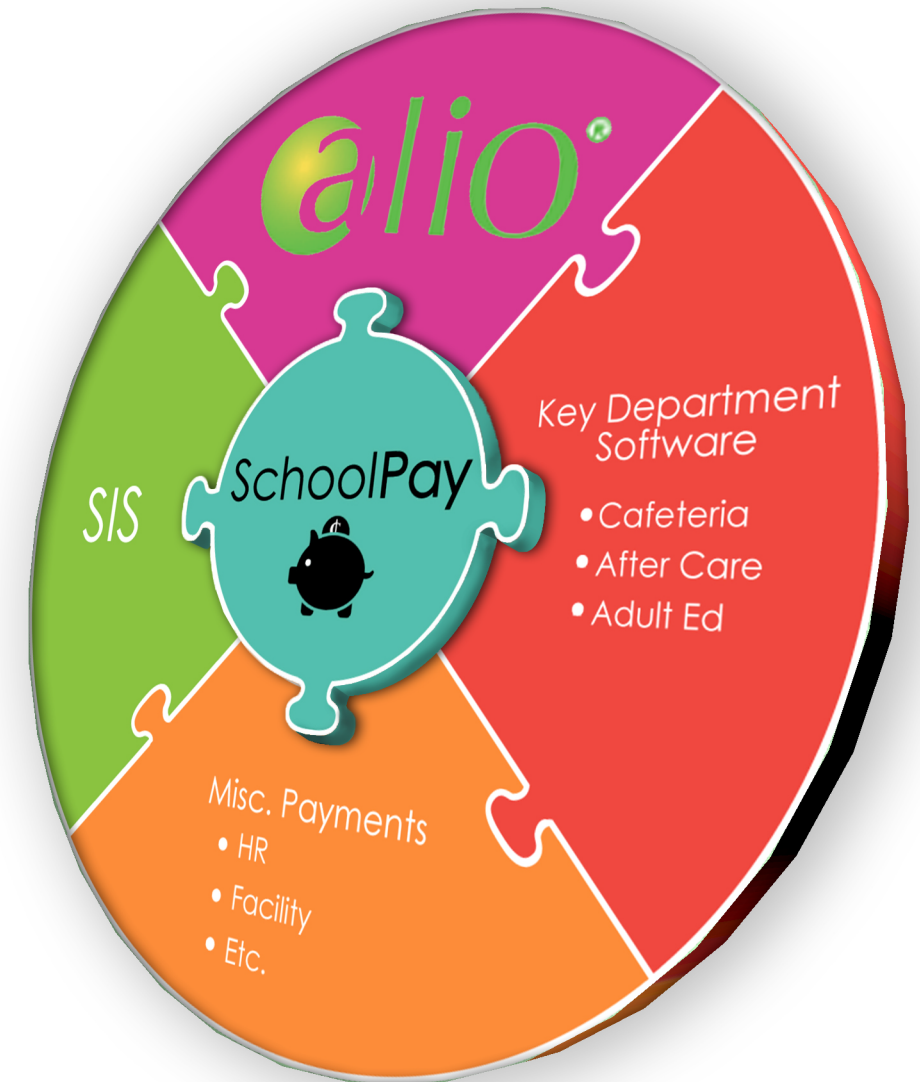 alio®
Key Department
Software
• Cafeteria
• After Care
• Adult Ed
SIS
SchoolPay
¢
Misc. Payments
• HR
• Facility
• Etc.